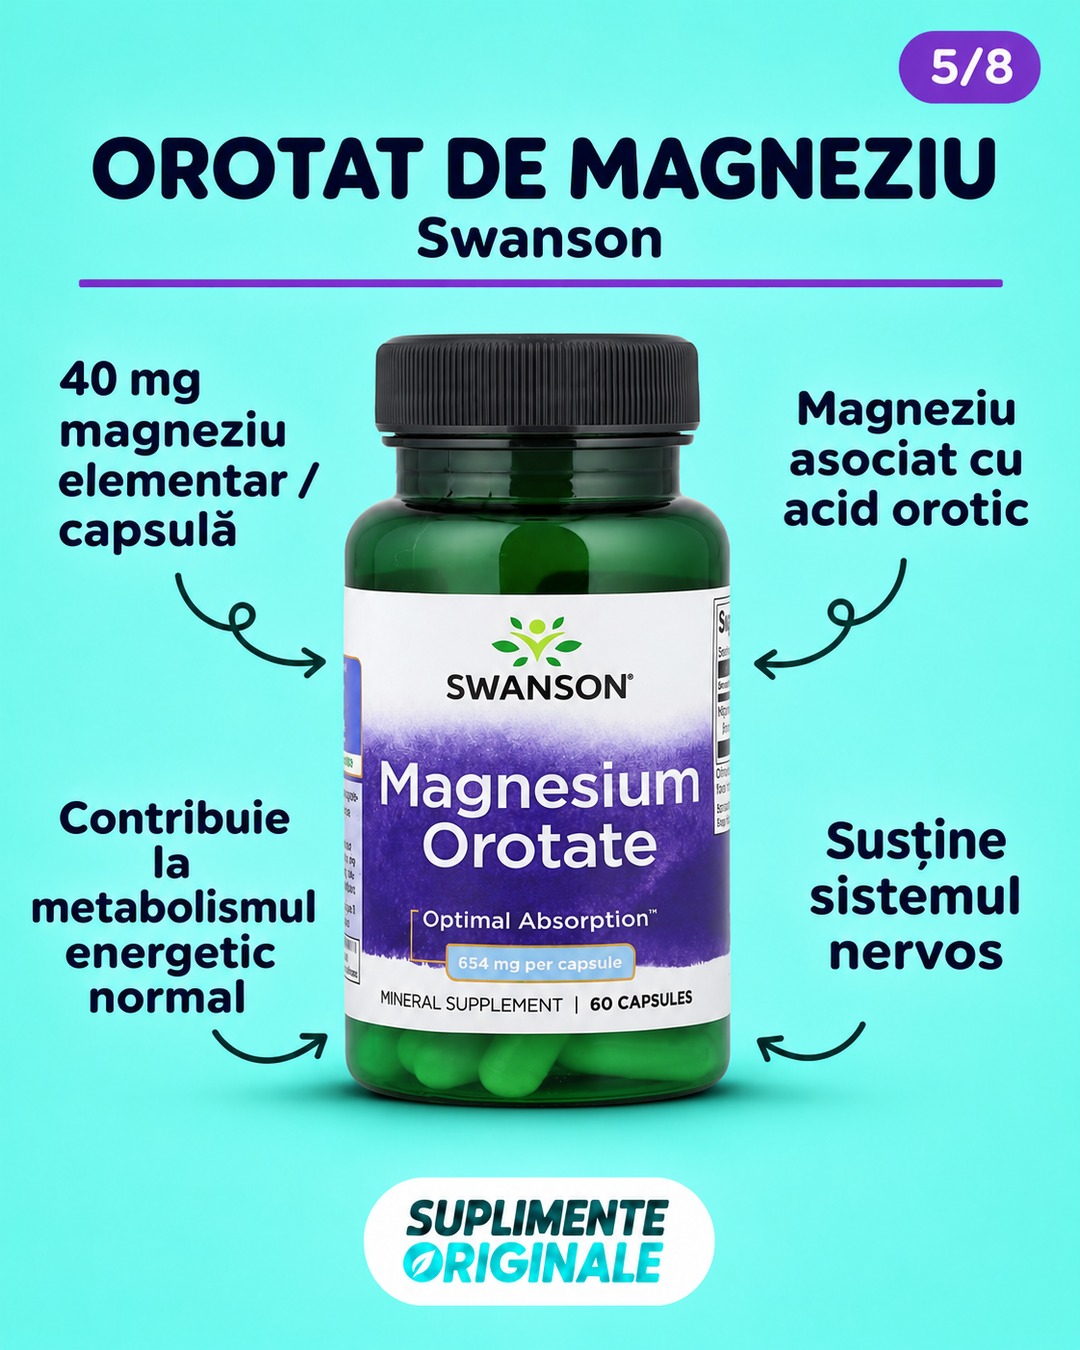 5/8
OROTAT DE MAGNEZIU
Swanson
40 mg
magneziu
elementar /
capsulă
Magneziu
asociat cu
acid orotic
SWANSON®
Magnesium
Orotate
Optimal Absorption™
654 mg per capsule
MINERAL SUPPLEMENT | 60 CAPSULES
Contribuie
la
metabolismul
energetic
normal
Susține
sistemul
nervos
SUPLIMENTE
ORIGINALE